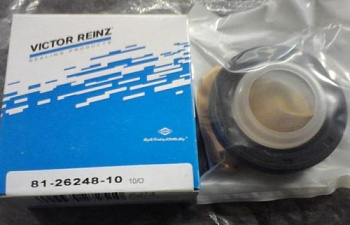 VICTOR REINZ
SEALING PRODUCTS
81-26248-10 10/D